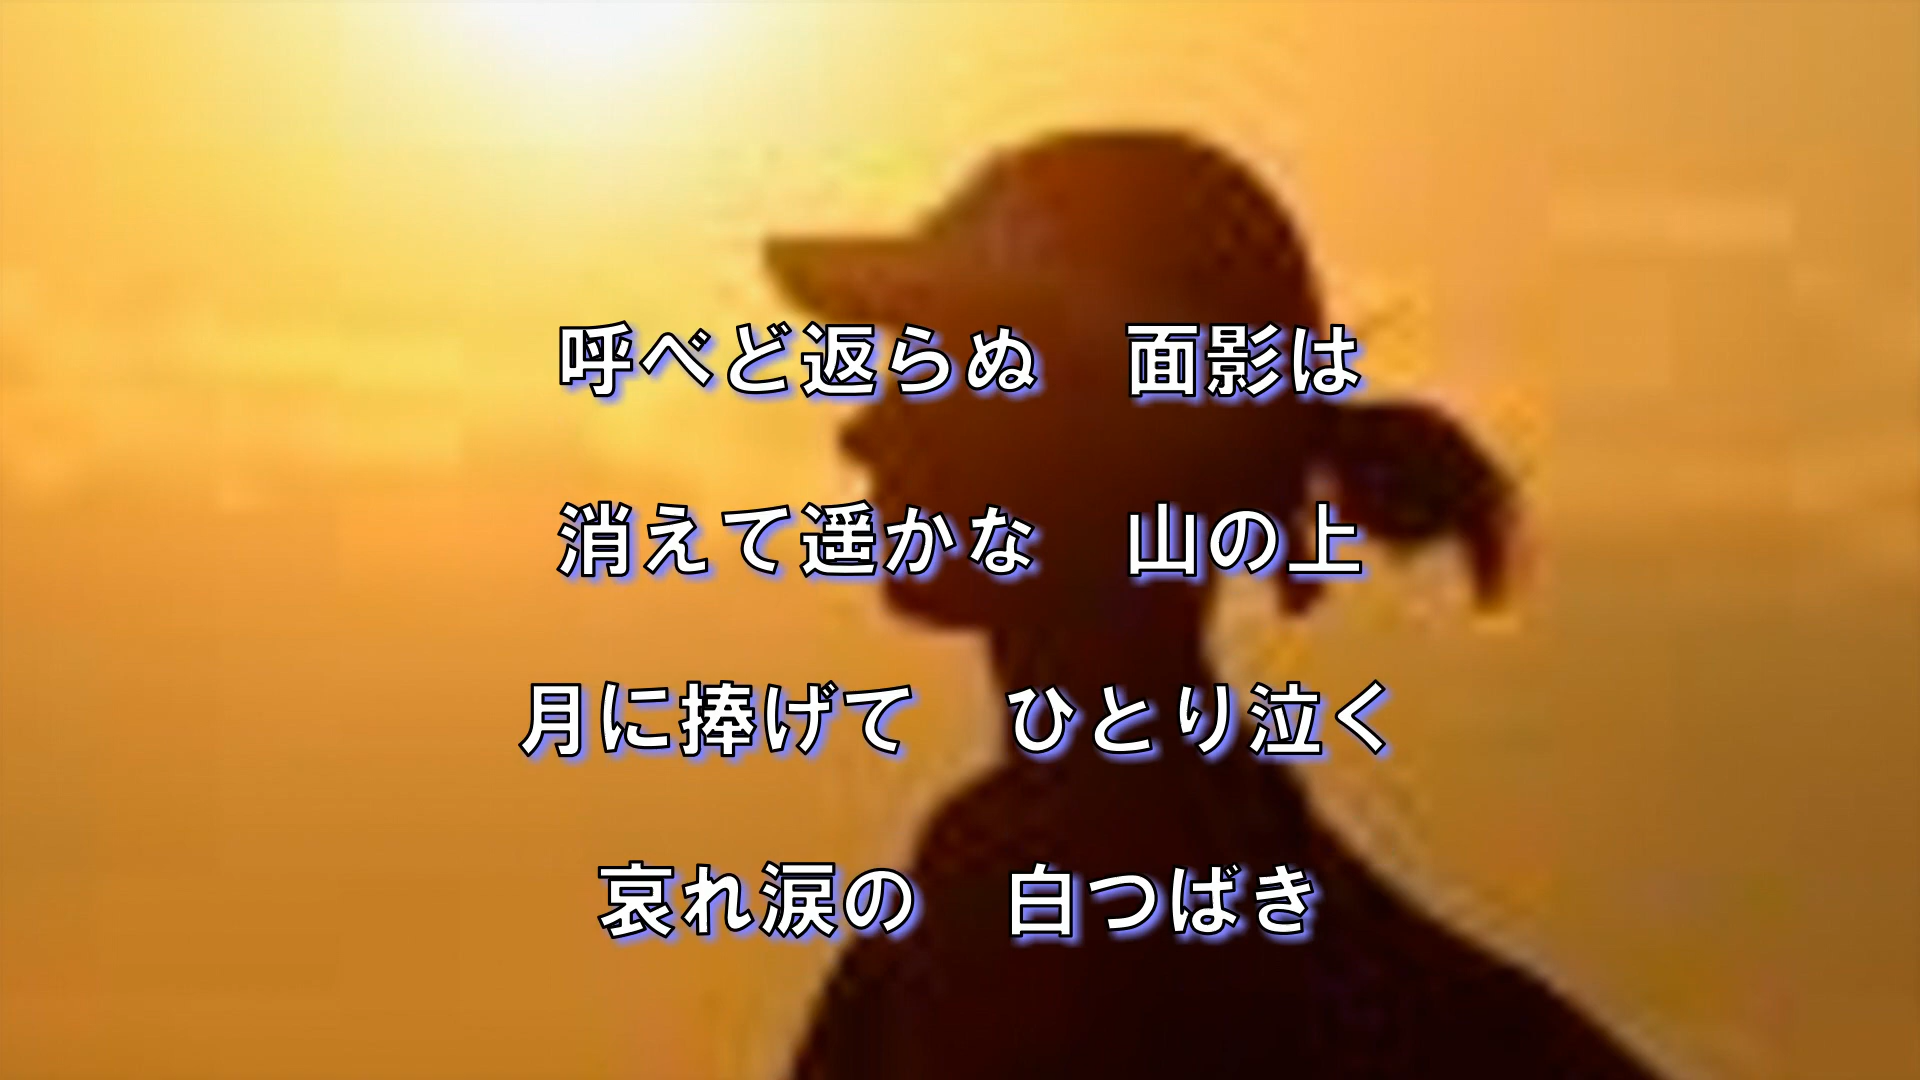 呼べど返らぬ　面影は
消えて遥かな　山の上
月に捧げて　ひとり泣く
哀れ涙の　白つばき